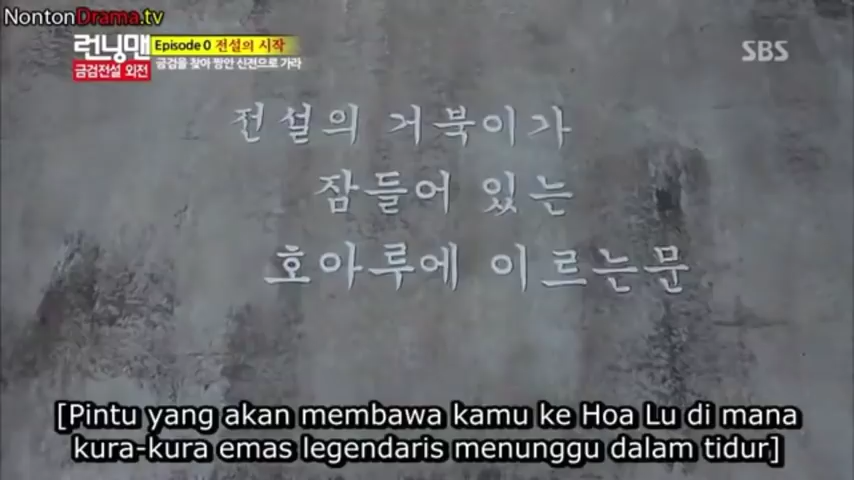 NontonDrama.tv
런닝맨
금검전설 외전
Episode 0 전설의 시작
금검을 찾아 짱안 신전으로 가라
SBS
전설의 거북이가
잠들어 있는
호아루에 이르는문
[Pintu yang akan membawa kamu ke Hoa Lu di mana
kura-kura emas legendaris menunggu dalam tidur]